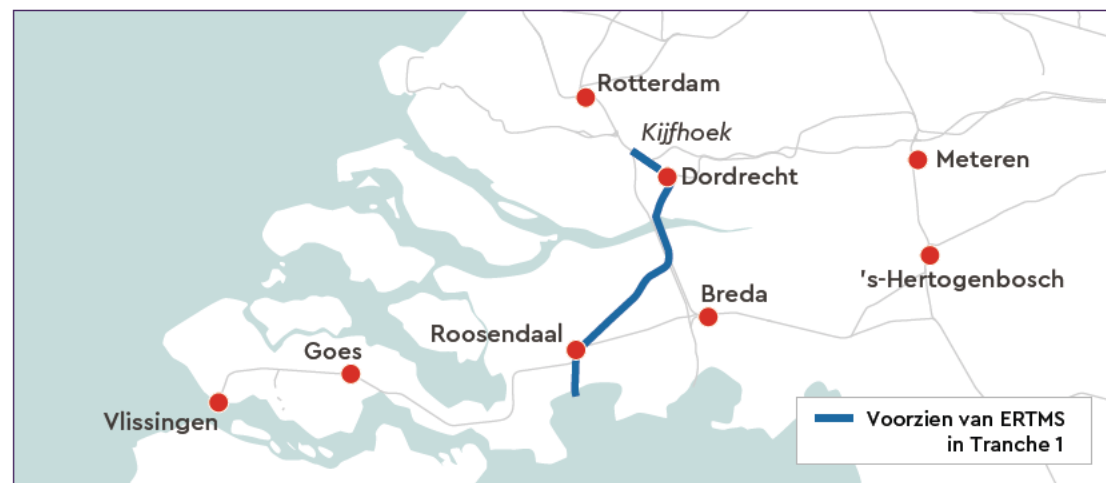 Rotterdam
Kijfhoek
Meteren
Dordrecht
's-Hertogenbosch
Breda
Roosendaal
Goes
Vlissingen
Voorzien van ERTMS
in Tranche 1